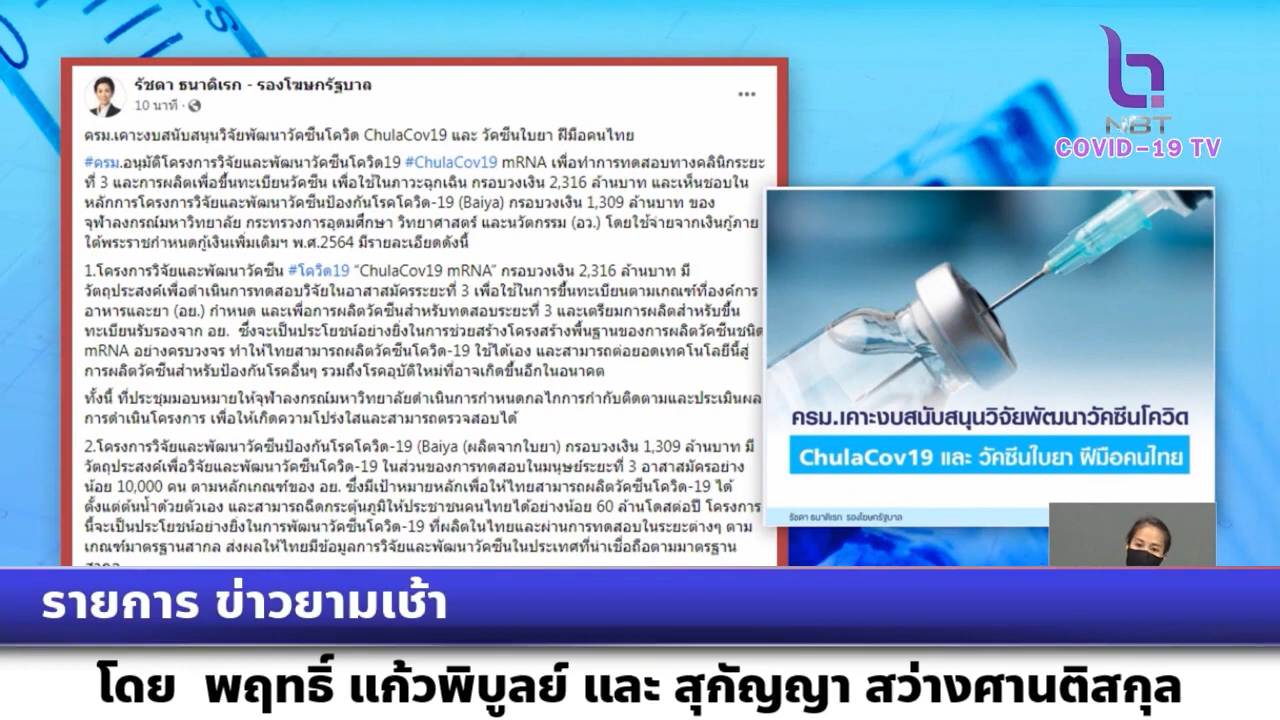 รัชดา ธนาดิเรก - รองโฆษกรัฐบาล
10 นาที ·
ครม.เคาะงบสนับสนุนวิจัยพัฒนาวัคซีนโควิด ChulaCov19 และ วัคซีนใบยา ฝีมือคนไทย
#ครม.อนุมัติโครงการวิจัยและพัฒนาวัคซีนโควิด19 #ChulaCov19 mRNA เพื่อทำการทดสอบทางคลินิกระยะ
ที่ 3 และการผลิตเพื่อขึ้นทะเบียนวัคซีน เพื่อใช้ในภาวะฉุกเฉิน กรอบวงเงิน 2,316 ล้านบาท และเห็นชอบใน
หลักการโครงการวิจัยและพัฒนาวัคซีนป้องกันโรคโควิด-19 (Baiya) กรอบวงเงิน 1,309 ล้านบาท ของ
จุฬาลงกรณ์มหาวิทยาลัย กระทรวงการอุดมศึกษา วิทยาศาสตร์ และนวัตกรรม (อว.) โดยใช้จ่ายจากเงินกู้ภาย
ใต้พระราชกำหนดกู้เงินเพิ่มเติมฯ พ.ศ.2564 มีรายละเอียดดังนี้
1.โครงการวิจัยและพัฒนาวัคซีน #โควิด19 “ChulaCov19 mRNA” กรอบวงเงิน 2,316 ล้านบาท มี
วัตถุประสงค์เพื่อดำเนินการทดสอบวิจัยในอาสาสมัครระยะที่ 3 เพื่อใช้ในการขึ้นทะเบียนตามเกณฑ์ที่องค์การ
อาหารและยา (อย.) กำหนด และเพื่อการผลิตวัคซีนสำหรับทดสอบระยะที่ 3 และเตรียมการผลิตสำหรับขึ้น
ทะเบียนรับรองจาก อย. ซึ่งจะเป็นประโยชน์อย่างยิ่งในการช่วยสร้างโครงสร้างพื้นฐานของการผลิตวัคซีนชนิด
mRNA อย่างครบวงจร ทำให้ไทยสามารถผลิตวัคซีนโควิด-19 ใช้ได้เอง และสามารถต่อยอดเทคโนโลยีนี้สู่
การผลิตวัคซีนสำหรับป้องกันโรคอื่นๆ รวมถึงโรคอุบัติใหม่ที่อาจเกิดขึ้นอีกในอนาคต
ทั้งนี้ ที่ประชุมมอบหมายให้จุฬาลงกรณ์มหาวิทยาลัยดำเนินการกำหนดกลไกการกำกับติดตามและประเมินผล
การดำเนินโครงการ เพื่อให้เกิดความโปร่งใสและสามารถตรวจสอบได้
2.โครงการวิจัยและพัฒนาวัคซีนป้องกันโรคโควิด-19 (Baiya (ผลิตจากใบยา) กรอบวงเงิน 1,309 ล้านบาท มี
วัตถุประสงค์เพื่อวิจัยและพัฒนาวัคซีนโควิด-19 ในส่วนของการทดสอบในมนุษย์ระยะที่ 3 อาสาสมัครอย่าง
น้อย 10,000 คน ตามหลักเกณฑ์ของ อย. ซึ่งมีเป้าหมายหลักเพื่อให้ไทยสามารถผลิตวัคซีนโควิด-19 ได้
ตั้งแต่ต้นน้ำด้วยตัวเอง และสามารถฉีดกระตุ้นภูมิให้ประชาชนคนไทยได้อย่างน้อย 60 ล้านโดสต่อปี โครงการ
นี้จะเป็นประโยชน์อย่างยิ่งในการพัฒนาวัคซีนโควิด-19 ที่ผลิตในไทยและผ่านการทดสอบในระยะต่างๆ ตาม
เกณฑ์มาตรฐานสากล ส่งผลให้ไทยมีข้อมูลการวิจัยและพัฒนาวัคซีนในประเทศที่น่าเชื่อถือตามมาตรฐาน
NBT
COVID-19 TV
ครม.เคาะงบสนับสนุนวิจัยพัฒนาวัคซีนโควิด
ChulaCov19 และ วัคซีนใบยา ฝีมือคนไทย
รัชดา ธนาดิเรก รองโฆษกรัฐบาล
รายการ ข่าวยามเช้า
โดย พฤทธิ์ แก้วพิบูลย์ และ สุกัญญา สว่างศานติสกุล